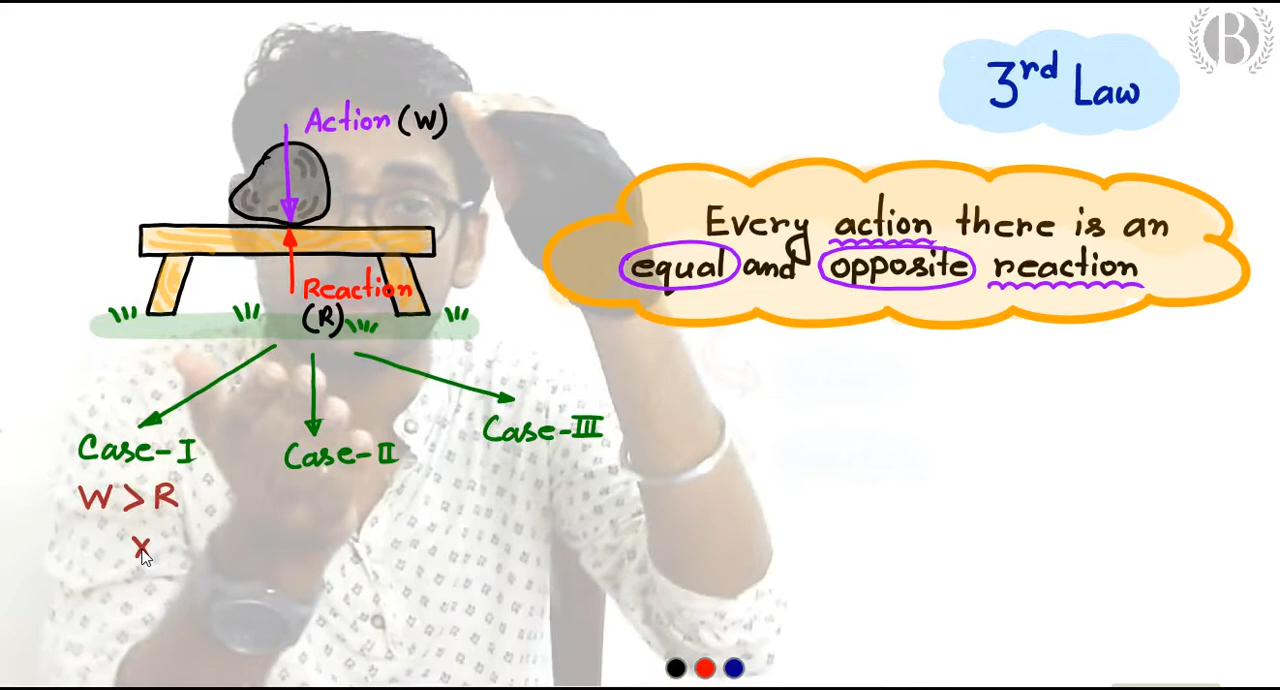 3rd Law
B
Action (W)
Every action there is an
equal and opposite reaction
Reaction
(R)
Case-I
Case-II
Case-III
W > R
x